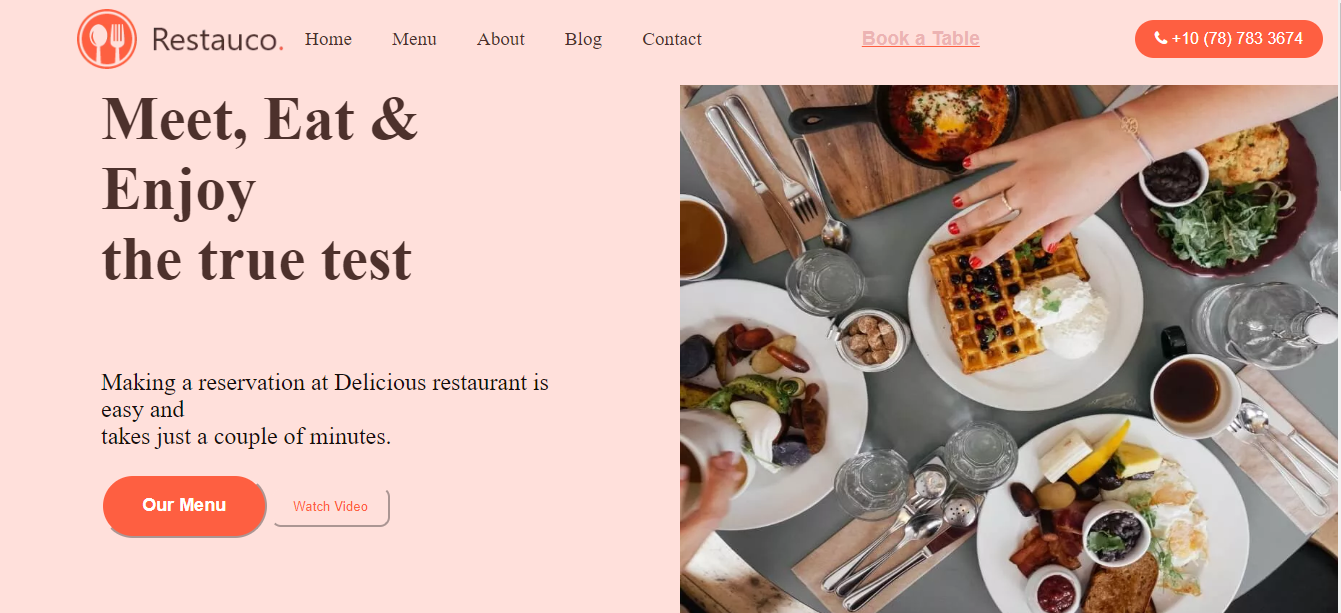 Restauco. Home Menu About Blog Contact Book a Table +10 (78) 783 3674
Meet, Eat &
Enjoy
the true test
Making a reservation at Delicious restaurant is
easy and
takes just a couple of minutes.
Our Menu Watch Video